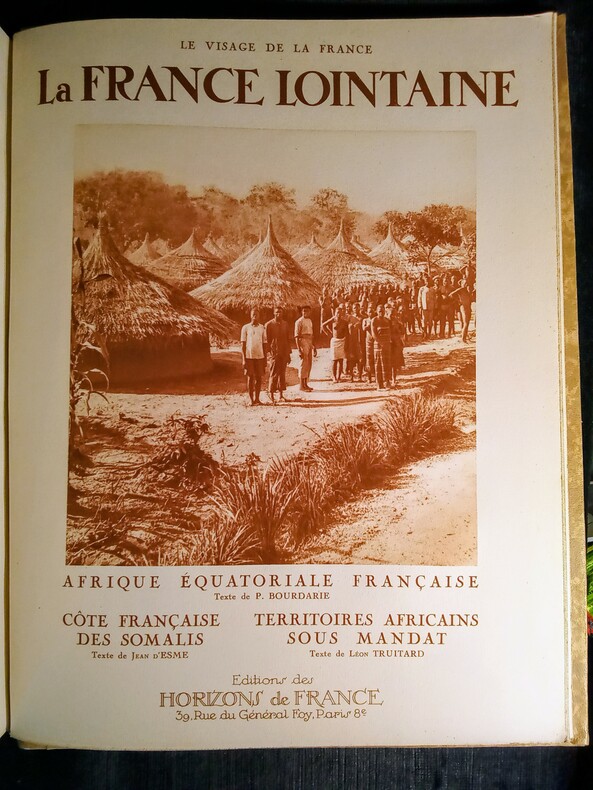 LE VISAGE DE LA FRANCE
La FRANCE LOINTAINE
AFRIQUE ÉQUATORIALE FRANÇAISE
Texte de P. BOURDARIE
CÔTE FRANÇAISE
DES SOMALIS
Texte de Jean d'ESME
TERRITOIRES AFRICAINS
SOUS MANDAT
Texte de Léon TRUITARD
Editions des
HORIZONS de FRANCE
39, Rue du Général Foy, Paris 8e